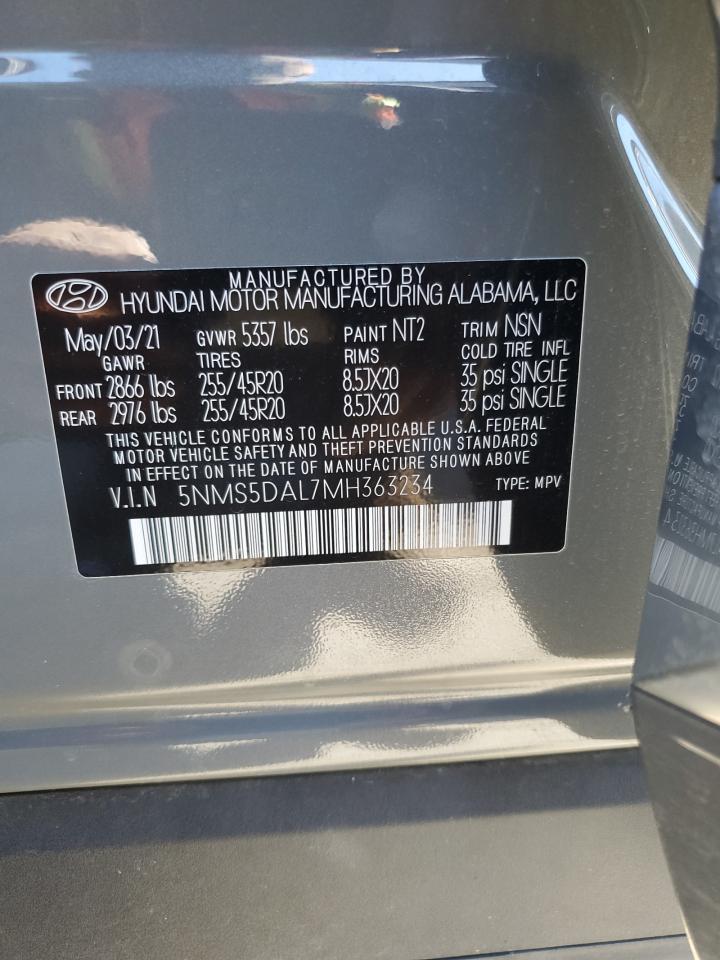 MANUFACTURED BY
HYUNDAI MOTOR MANUFACTURING ALABAMA, LLC
May/03/21 GVWR 5357 lbs PAINT NT2 TRIM NSN
GAWR TIRES RIMS COLD TIRE INFL
FRONT 2866 lbs 255/45R20 8.5JX20 35 psi SINGLE
REAR 2976 lbs 255/45R20 8.5JX20 35 psi SINGLE
THIS VEHICLE CONFORMS TO ALL APPLICABLE U.S.A. FEDERAL
MOTOR VEHICLE SAFETY AND THEFT PREVENTION STANDARDS
IN EFFECT ON THE DATE OF MANUFACTURE SHOWN ABOVE
V.I.N 5NMS5DAL7MH363234 TYPE: MPV